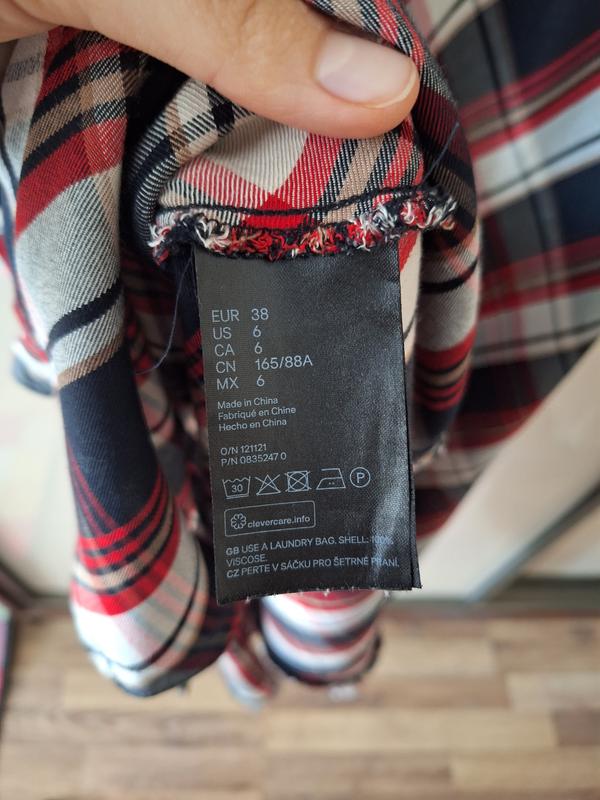 EUR 38
US 6
CA 6
CN 165/88A
MX 6
Made in China
Fabriqué en Chine
Hecho en China
O/N 121121
P/N 0835247 0
30 P
clevercare.info
GB USE A LAUNDRY BAG. SHELL: 100%
VISCOSE.
CZ PERTE V SÁČKU PRO ŠETRNÉ PRANÍ.